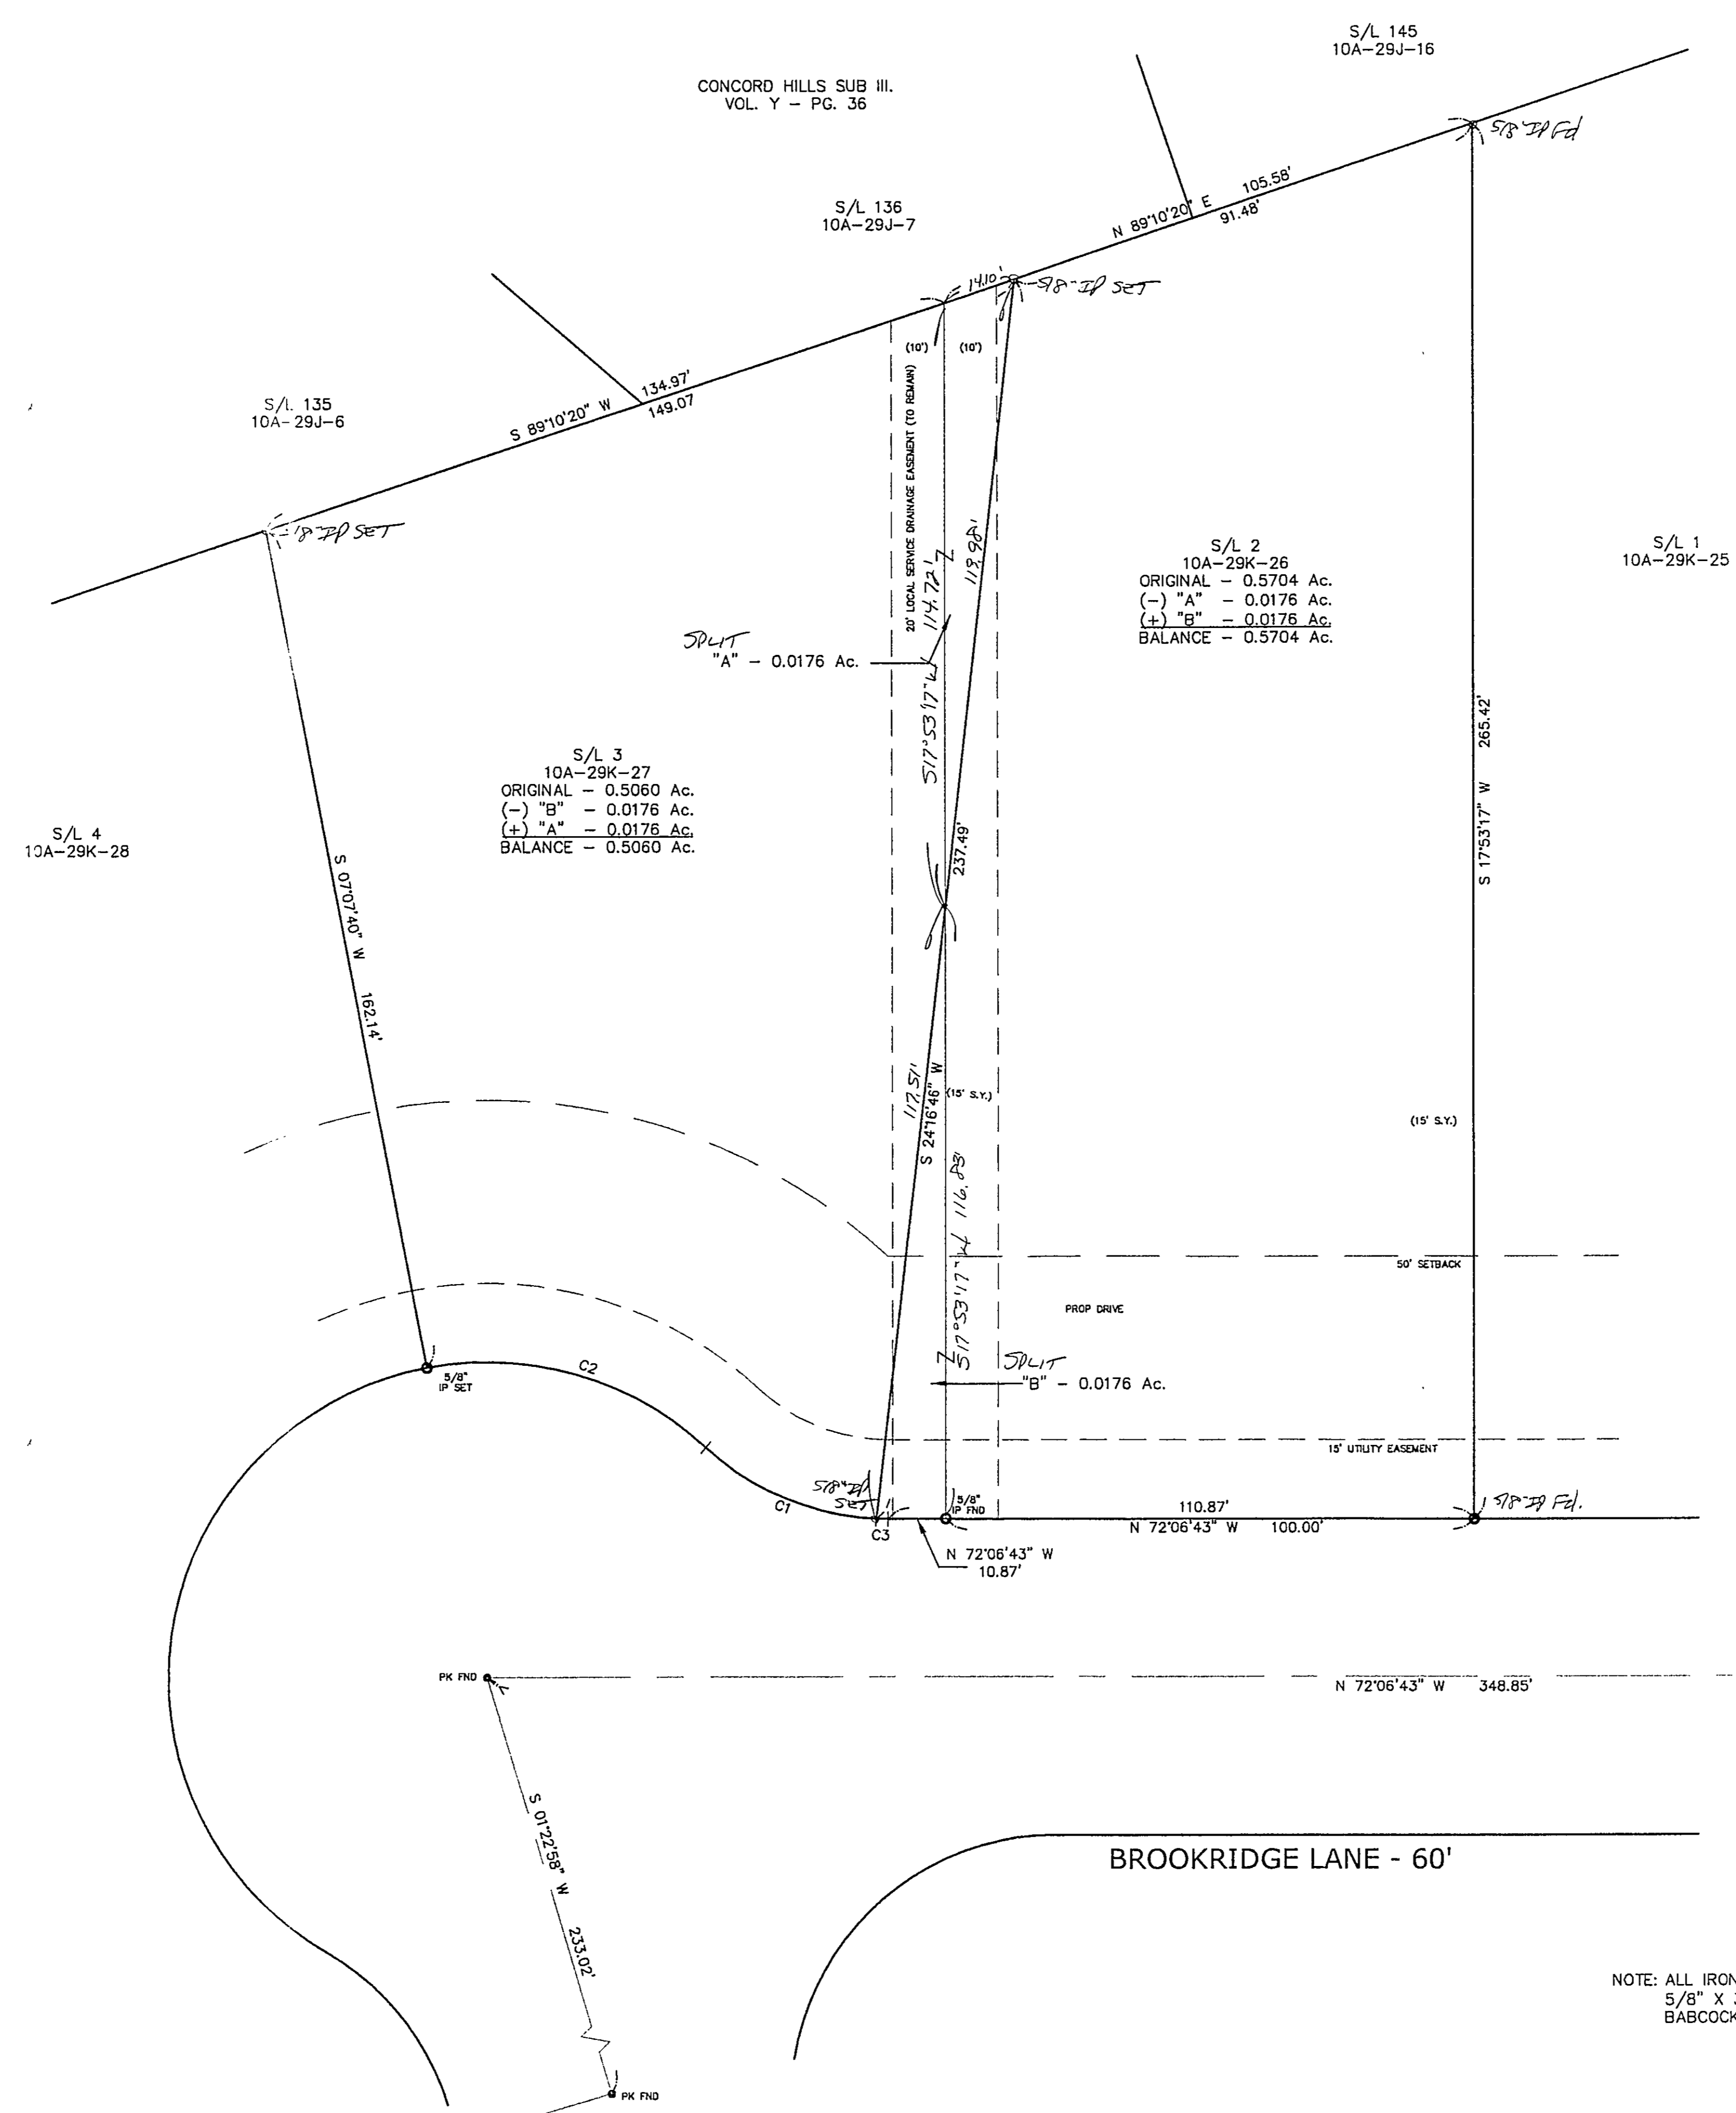 S/L 145
10A-29J-16
CONCORD HILLS SUB III.
VOL. Y - PG. 36
5/8" IP Fd
N 89°10'20" E 105.58'
91.48'
S/L 136
10A-29J-7
14.10'
5/8" IP SET
(10') (10')
134.97'
S 89°10'20" W 149.07
S/L 135
10A-29J-6
IP SET
20' LOCAL SERVICE DRAINAGE EASEMENT (TO REMAIN)
S17°53'17"W 114.72'
119.98'
S/L 2
10A-29K-26
ORIGINAL - 0.5704 Ac.
(-) "A" - 0.0176 Ac.
(+) "B" - 0.0176 Ac.
BALANCE - 0.5704 Ac.
S/L 1
10A-29K-25
SPLIT
"A" - 0.0176 Ac.
S 17°53'17" W 265.42'
S/L 3
10A-29K-27
ORIGINAL - 0.5060 Ac.
(-) "B" - 0.0176 Ac.
(+) "A" - 0.0176 Ac.
BALANCE - 0.5060 Ac.
S/L 4
10A-29K-28
237.49'
S 07°07'40" W 162.14'
117.51'
S 24°16'46" W
(15' S.Y.)
(15' S.Y.)
S17°53'17"W 116.83'
50' SETBACK
PROP DRIVE
C2
5/8"
IP SET
SPLIT
"B" - 0.0176 Ac.
15' UTILITY EASEMENT
5/8" IP
SET
C1
C3
5/8"
IP FND
110.87'
N 72°06'43" W 100.00'
5/8" IP Fd.
N 72°06'43" W
10.87'
PK FND
N 72°06'43" W 348.85'
S 01°22'58" W 233.02'
BROOKRIDGE LANE - 60'
NOTE: ALL IRON
5/8" X
BABCOCK
PK FND